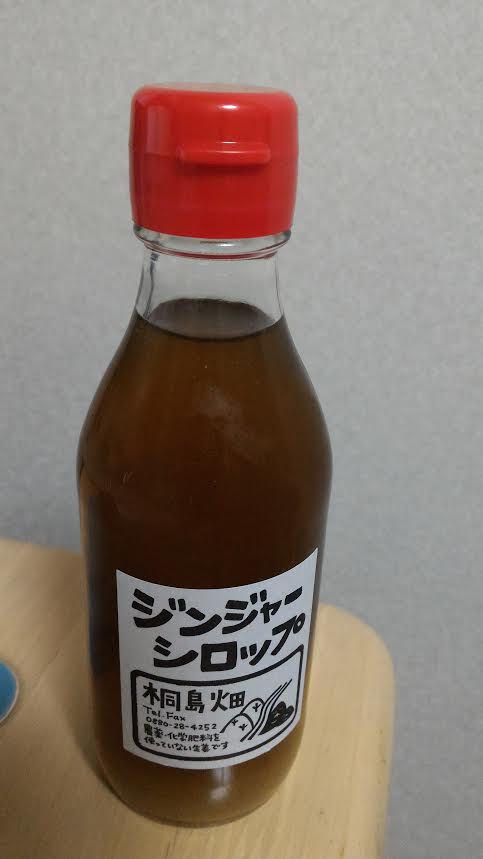 ジンジャー
シロップ
桐島畑
Tel.Fax
0880-28-4252
農薬・化学肥料を
使っていない生姜です